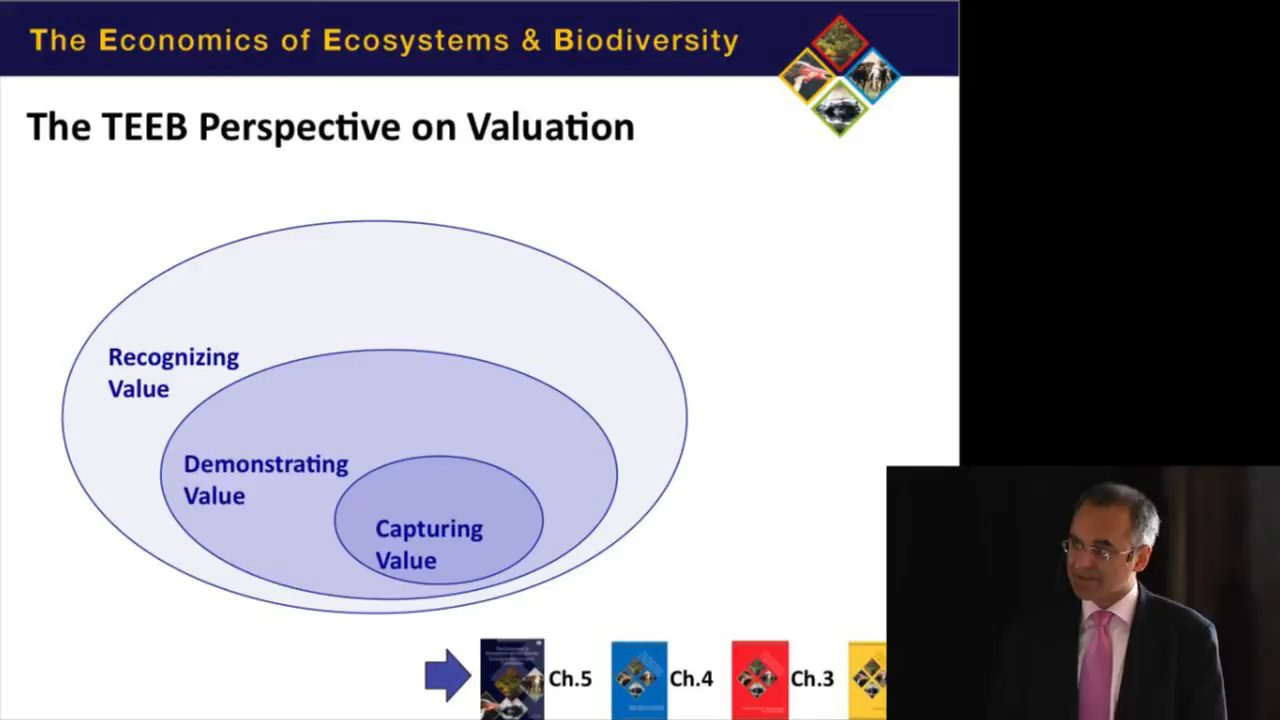 The Economics of Ecosystems & Biodiversity
The TEEB Perspective on Valuation
Recognizing
Value
Demonstrating
Value
Capturing
Value
Ch.5
Ch.4
Ch.3